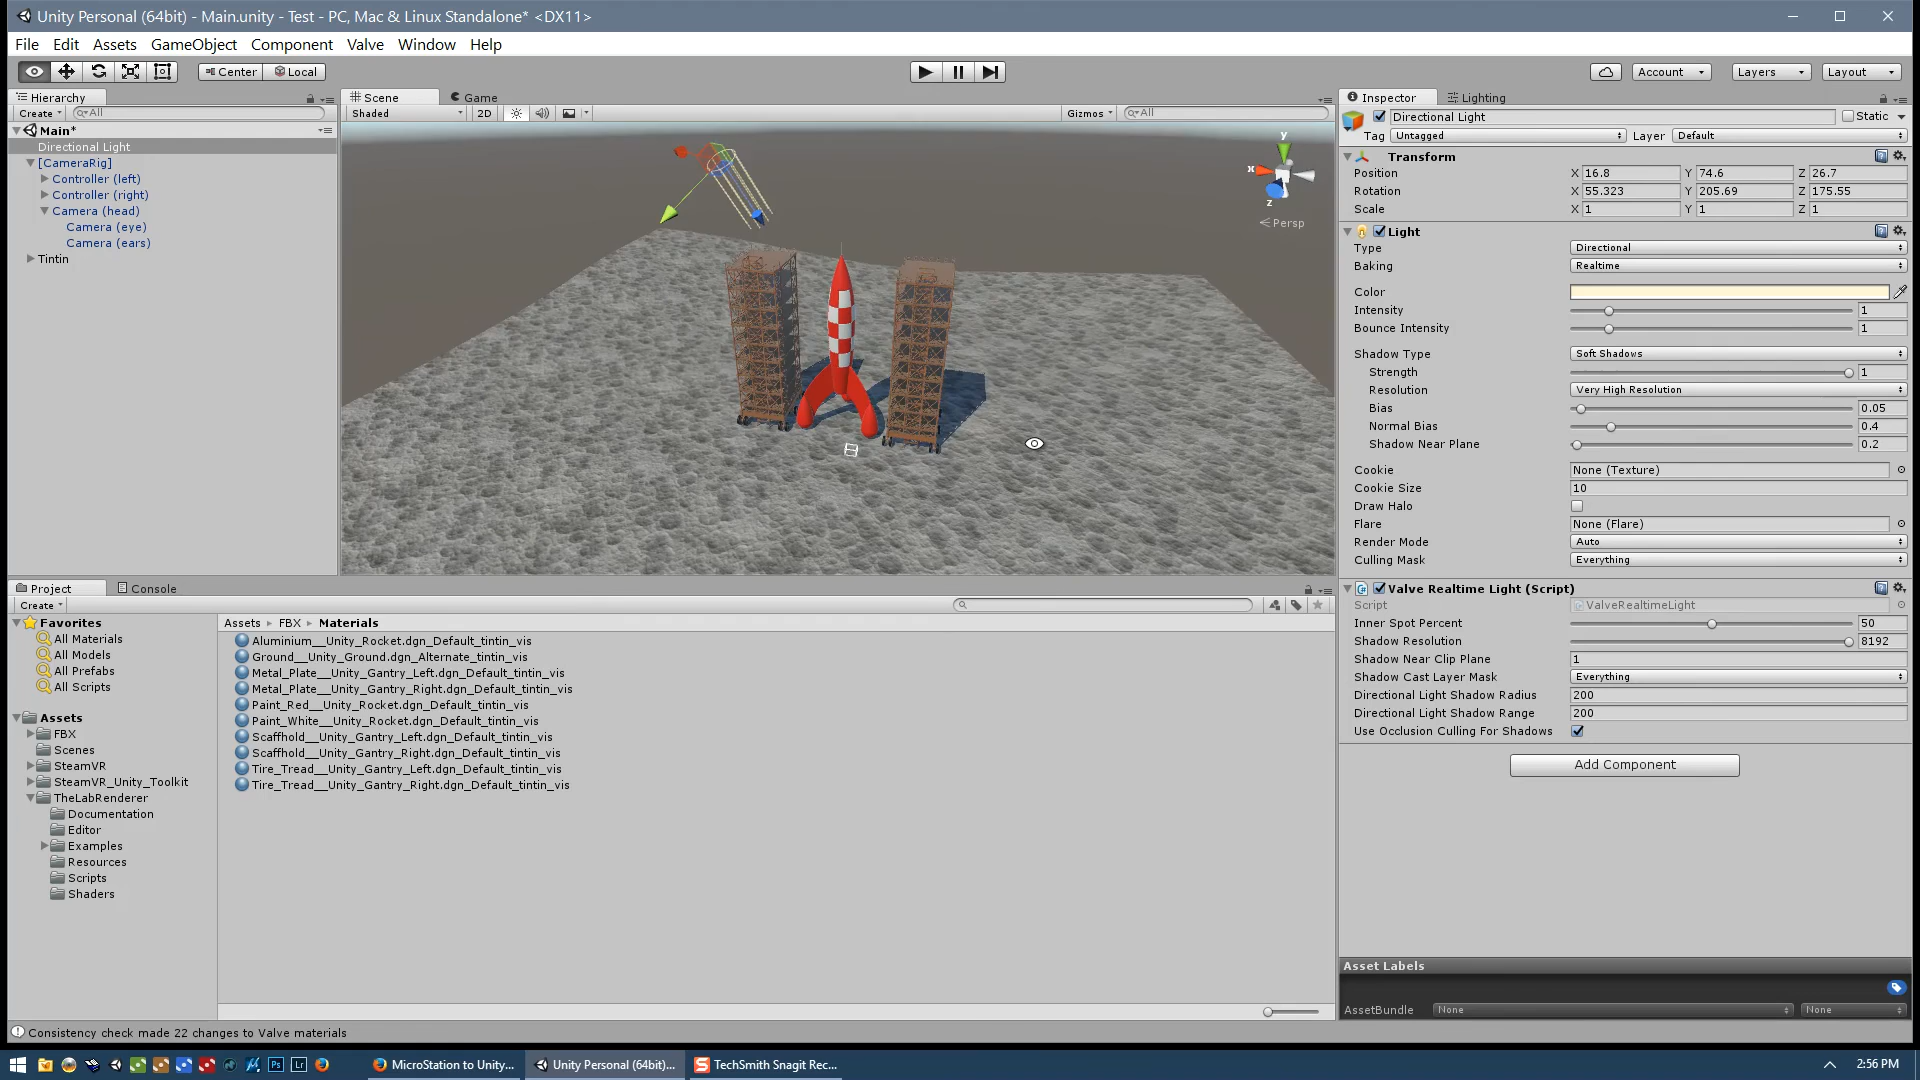 Unity Personal (64bit) - Main.unity - Test - PC, Mac & Linux Standalone* <DX11>
File Edit Assets GameObject Component Valve Window Help
Center Local Account Layers Layout
Hierarchy
Create All
Main*
Directional Light
[CameraRig]
Controller (left)
Controller (right)
Camera (head)
Camera (eye)
Camera (ears)
Tintin
Scene Game
Shaded 2D Gizmos All
y
x
z
Persp
Inspector Lighting
Directional Light Static
Tag Untagged Layer Default
Transform
Position X 16.8 Y 74.6 Z 26.7
Rotation X 55.323 Y 205.69 Z 175.55
Scale X 1 Y 1 Z 1
Light
Type Directional
Baking Realtime
Color
Intensity 1
Bounce Intensity 1
Shadow Type Soft Shadows
Strength 1
Resolution Very High Resolution
Bias 0.05
Normal Bias 0.4
Shadow Near Plane 0.2
Cookie None (Texture)
Cookie Size 10
Draw Halo
Flare None (Flare)
Render Mode Auto
Culling Mask Everything
Valve Realtime Light (Script)
Script ValveRealtimeLight
Inner Spot Percent 50
Shadow Resolution 8192
Shadow Near Clip Plane 1
Shadow Cast Layer Mask Everything
Directional Light Shadow Radius 200
Directional Light Shadow Range 200
Use Occlusion Culling For Shadows
Add Component
Asset Labels
AssetBundle None None
Project Console
Create
Favorites
All Materials
All Models
All Prefabs
All Scripts
Assets
FBX
Scenes
SteamVR
SteamVR_Unity_Toolkit
TheLabRenderer
Documentation
Editor
Examples
Resources
Scripts
Shaders
Assets FBX Materials
Aluminium__Unity_Rocket.dgn_Default_tintin_vis
Ground__Unity_Ground.dgn_Alternate_tintin_vis
Metal_Plate__Unity_Gantry_Left.dgn_Default_tintin_vis
Metal_Plate__Unity_Gantry_Right.dgn_Default_tintin_vis
Paint_Red__Unity_Rocket.dgn_Default_tintin_vis
Paint_White__Unity_Rocket.dgn_Default_tintin_vis
Scaffhold__Unity_Gantry_Left.dgn_Default_tintin_vis
Scaffhold__Unity_Gantry_Right.dgn_Default_tintin_vis
Tire_Tread__Unity_Gantry_Left.dgn_Default_tintin_vis
Tire_Tread__Unity_Gantry_Right.dgn_Default_tintin_vis
Consistency check made 22 changes to Valve materials
Ps Lr MicroStation to Unity... Unity Personal (64bit)... S TechSmith Snagit Rec... 2:56 PM